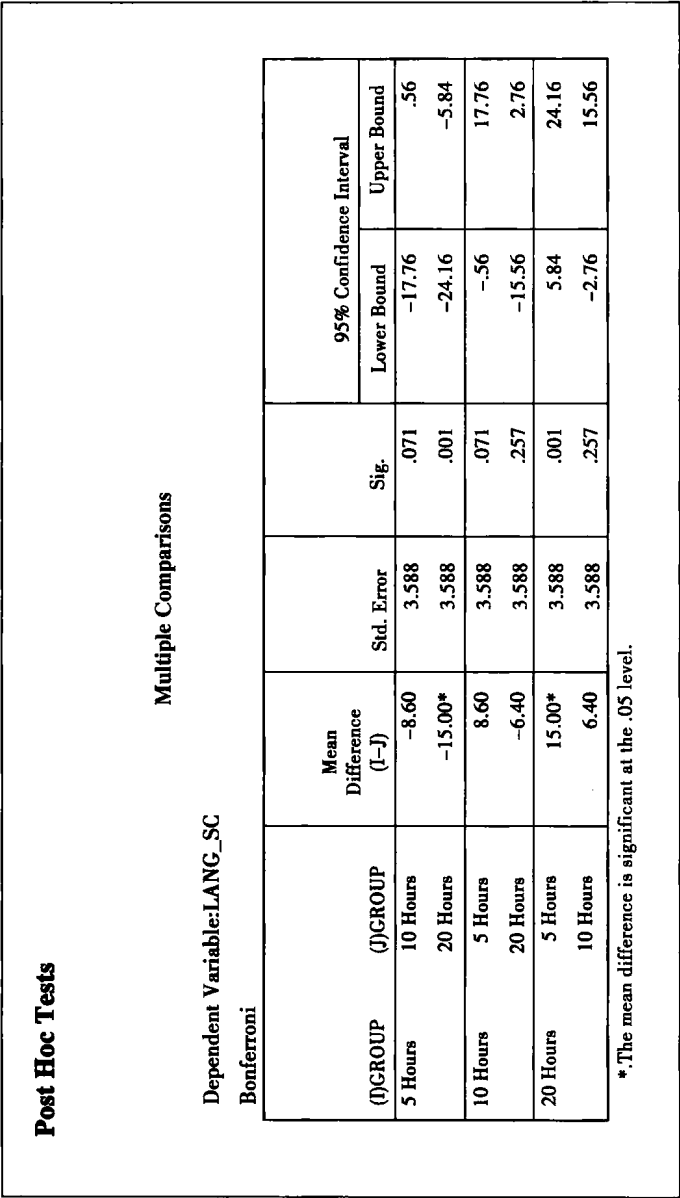 Post Hoc Tests
Multiple Comparisons
Dependent Variable:LANG_SC
Bonferroni
(I)GROUP (J)GROUP Mean Difference (I–J) Std. Error Sig. 95% Confidence Interval Lower Bound Upper Bound
5 Hours 10 Hours −8.60 3.588 .071 −17.76 .56
20 Hours −15.00* 3.588 .001 −24.16 −5.84
10 Hours 5 Hours 8.60 3.588 .071 −.56 17.76
20 Hours −6.40 3.588 .257 −15.56 2.76
20 Hours 5 Hours 15.00* 3.588 .001 5.84 24.16
10 Hours 6.40 3.588 .257 −2.76 15.56
*.The mean difference is significant at the .05 level.